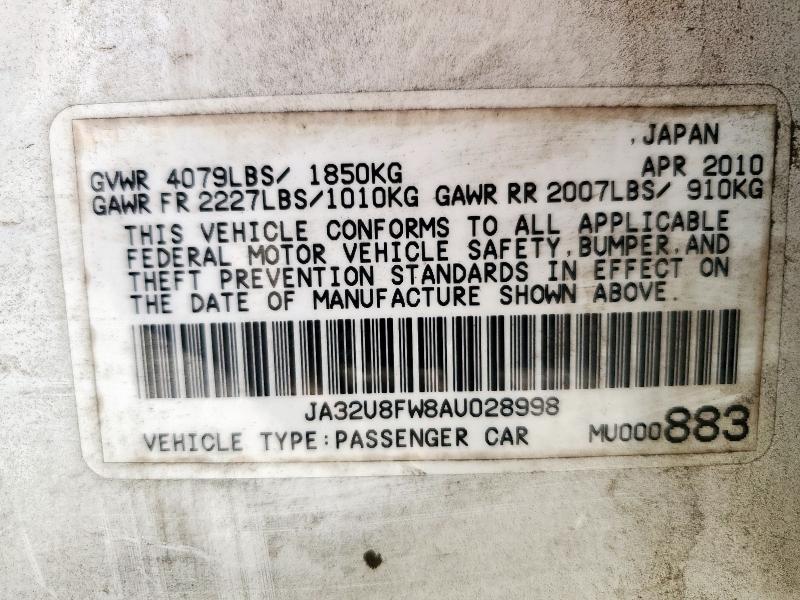 , JAPAN
GVWR 4079LBS/ 1850KG APR 2010
GAWR FR 2227LBS/1010KG GAWR RR 2007LBS/ 910KG
THIS VEHICLE CONFORMS TO ALL APPLICABLE
FEDERAL MOTOR VEHICLE SAFETY, BUMPER, AND
THEFT PREVENTION STANDARDS IN EFFECT ON
THE DATE OF MANUFACTURE SHOWN ABOVE.
JA32U8FW8AU028998
VEHICLE TYPE:PASSENGER CAR MU000883